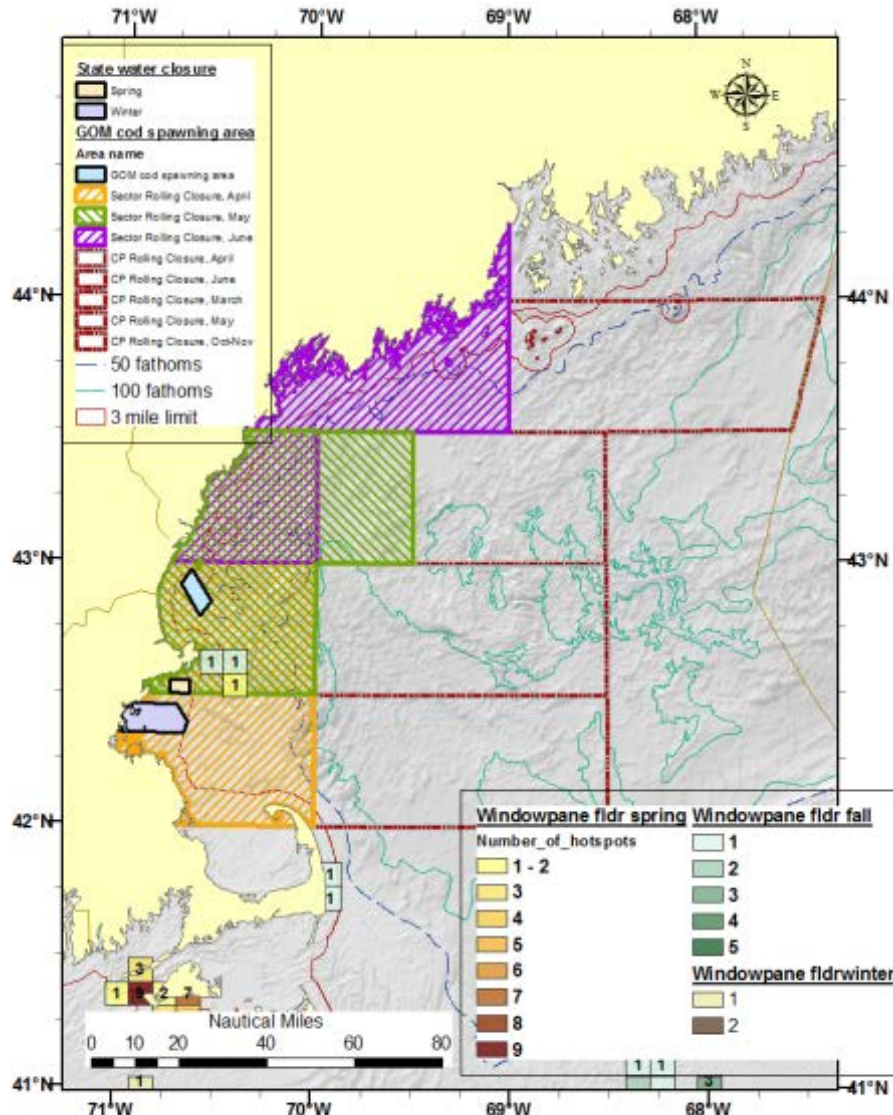 71°W 70°W 69°W 68°W
State water closure
Spring
Winter
GOM cod spawning area
Area name
GOM cod spawning area
Sector Rolling Closure, April
Sector Rolling Closure, May
Sector Rolling Closure, June
CP Rolling Closure, April
CP Rolling Closure, June
CP Rolling Closure, March
CP Rolling Closure, May
CP Rolling Closure, Oct-Nov
50 fathoms
100 fathoms
3 mile limit
N
W E
S
44°N 44°N
43°N 43°N
1 1
1
42°N 42°N
1
1
3
1 9 2 7
Nautical Miles
0 10 20 40 60 80
Windowpane fldr spring
Number_of_hotspots
1 - 2
3
4
5
6
7
8
9
Windowpane fldr fall
1
2
3
4
5
Windowpane fldrwinter
1
2
1 1
1 3
41°N 41°N
71°W 70°W 69°W 68°W